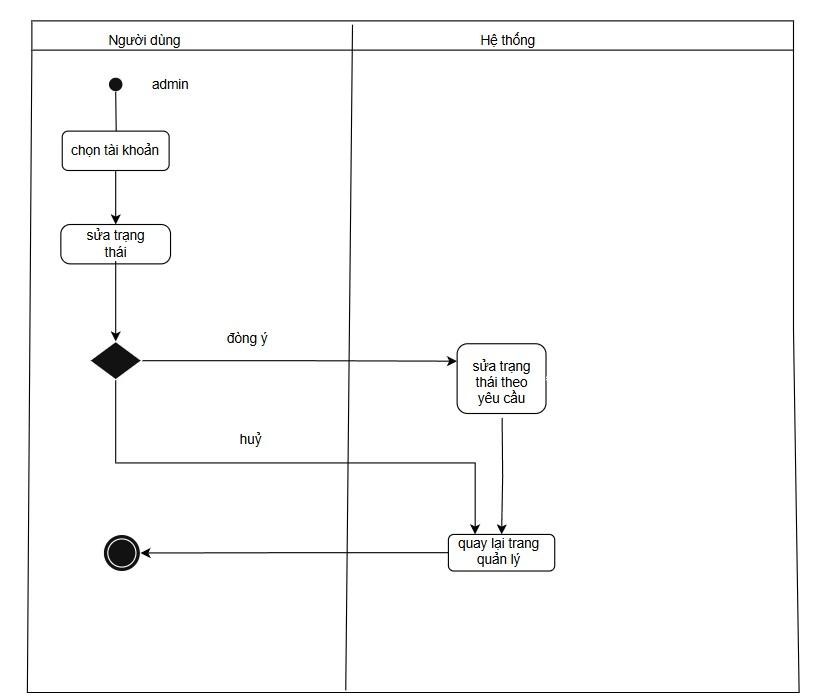 Người dùng
Hệ thống
admin
chọn tài khoản
sửa trạng
thái
đòng ý
sửa trạng
thái theo
yêu cầu
huỷ
quay lại trang
quản lý